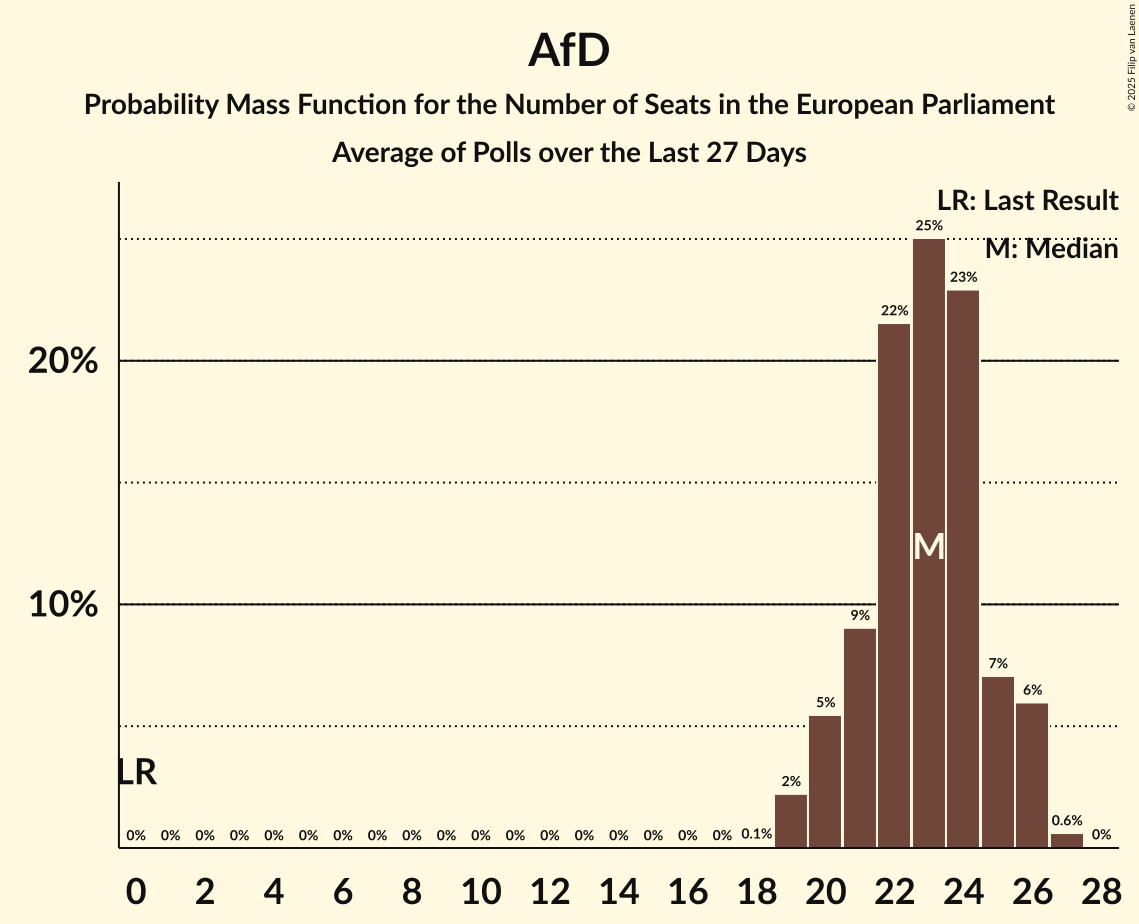 AfD
Probability Mass Function for the Number of Seats in the European Parliament
Average of Polls over the Last 27 Days
© 2025 Filip van Laenen
LR: Last Result
M: Median
25%
23%
22%
20%
M
10%
9%
7%
6%
5%
LR
2%
0% 0% 0% 0% 0% 0% 0% 0% 0% 0% 0% 0% 0% 0% 0% 0% 0% 0% 0.1% 0.6% 0%
0 2 4 6 8 10 12 14 16 18 20 22 24 26 28